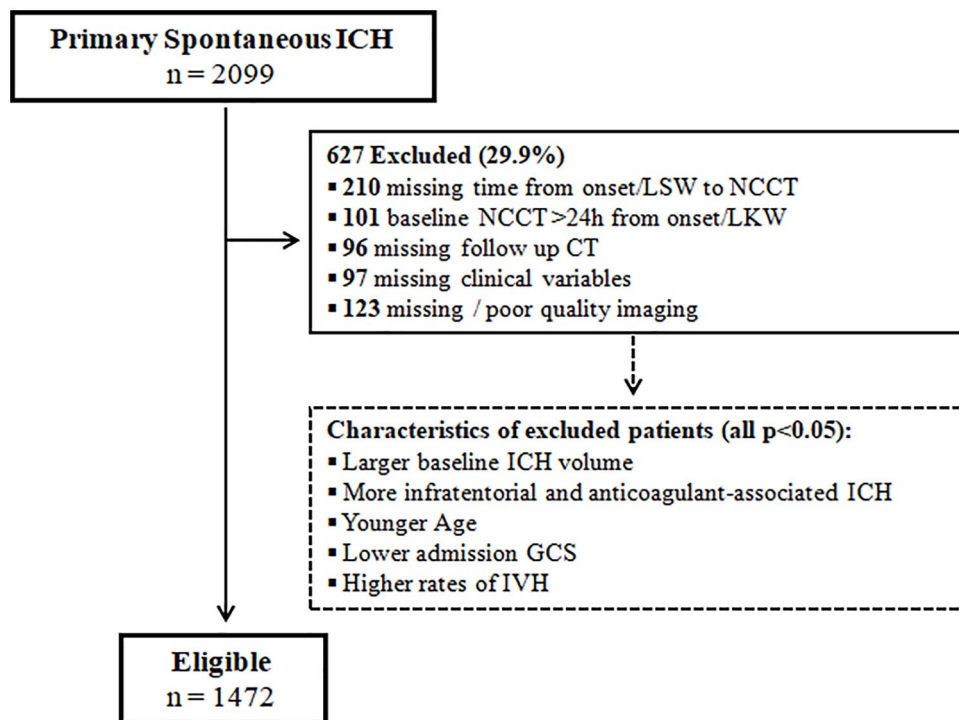 Primary Spontaneous ICH
n = 2099
627 Excluded (29.9%)
▪ 210 missing time from onset/LSW to NCCT
▪ 101 baseline NCCT >24h from onset/LKW
▪ 96 missing follow up CT
▪ 97 missing clinical variables
▪ 123 missing / poor quality imaging
Characteristics of excluded patients (all p<0.05):
▪ Larger baseline ICH volume
▪ More infratentorial and anticoagulant-associated ICH
▪ Younger Age
▪ Lower admission GCS
▪ Higher rates of IVH
Eligible
n = 1472